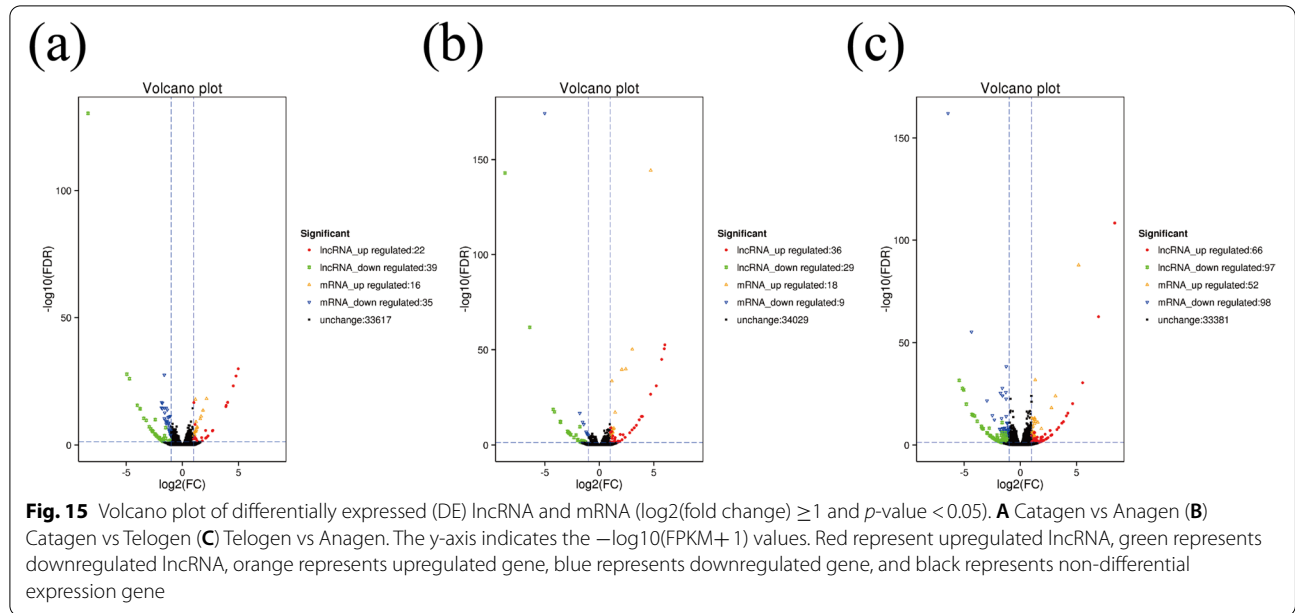 (a)
(b)
(c)
Volcano plot
100
50
0
-log10(FDR)
-5
0
5
log2(FC)
Significant
lncRNA_up regulated:22
lncRNA_down regulated:39
mRNA_up regulated:16
mRNA_down regulated:35
unchange:33617
Volcano plot
150
100
50
0
-log10(FDR)
-5
0
5
log2(FC)
Significant
lncRNA_up regulated:36
lncRNA_down regulated:29
mRNA_up regulated:18
mRNA_down regulated:9
unchange:34029
Volcano plot
150
100
50
0
-log10(FDR)
-5
0
5
log2(FC)
Significant
lncRNA_up regulated:66
lncRNA_down regulated:97
mRNA_up regulated:52
mRNA_down regulated:98
unchange:33381
Fig. 15 Volcano plot of differentially expressed (DE) lncRNA and mRNA (log2(fold change) ≥1 and p-value < 0.05). A Catagen vs Anagen (B)
Catagen vs Telogen (C) Telogen vs Anagen. The y-axis indicates the −log10(FPKM+ 1) values. Red represent upregulated lncRNA, green represents
downregulated lncRNA, orange represents upregulated gene, blue represents downregulated gene, and black represents non-differential
expression gene